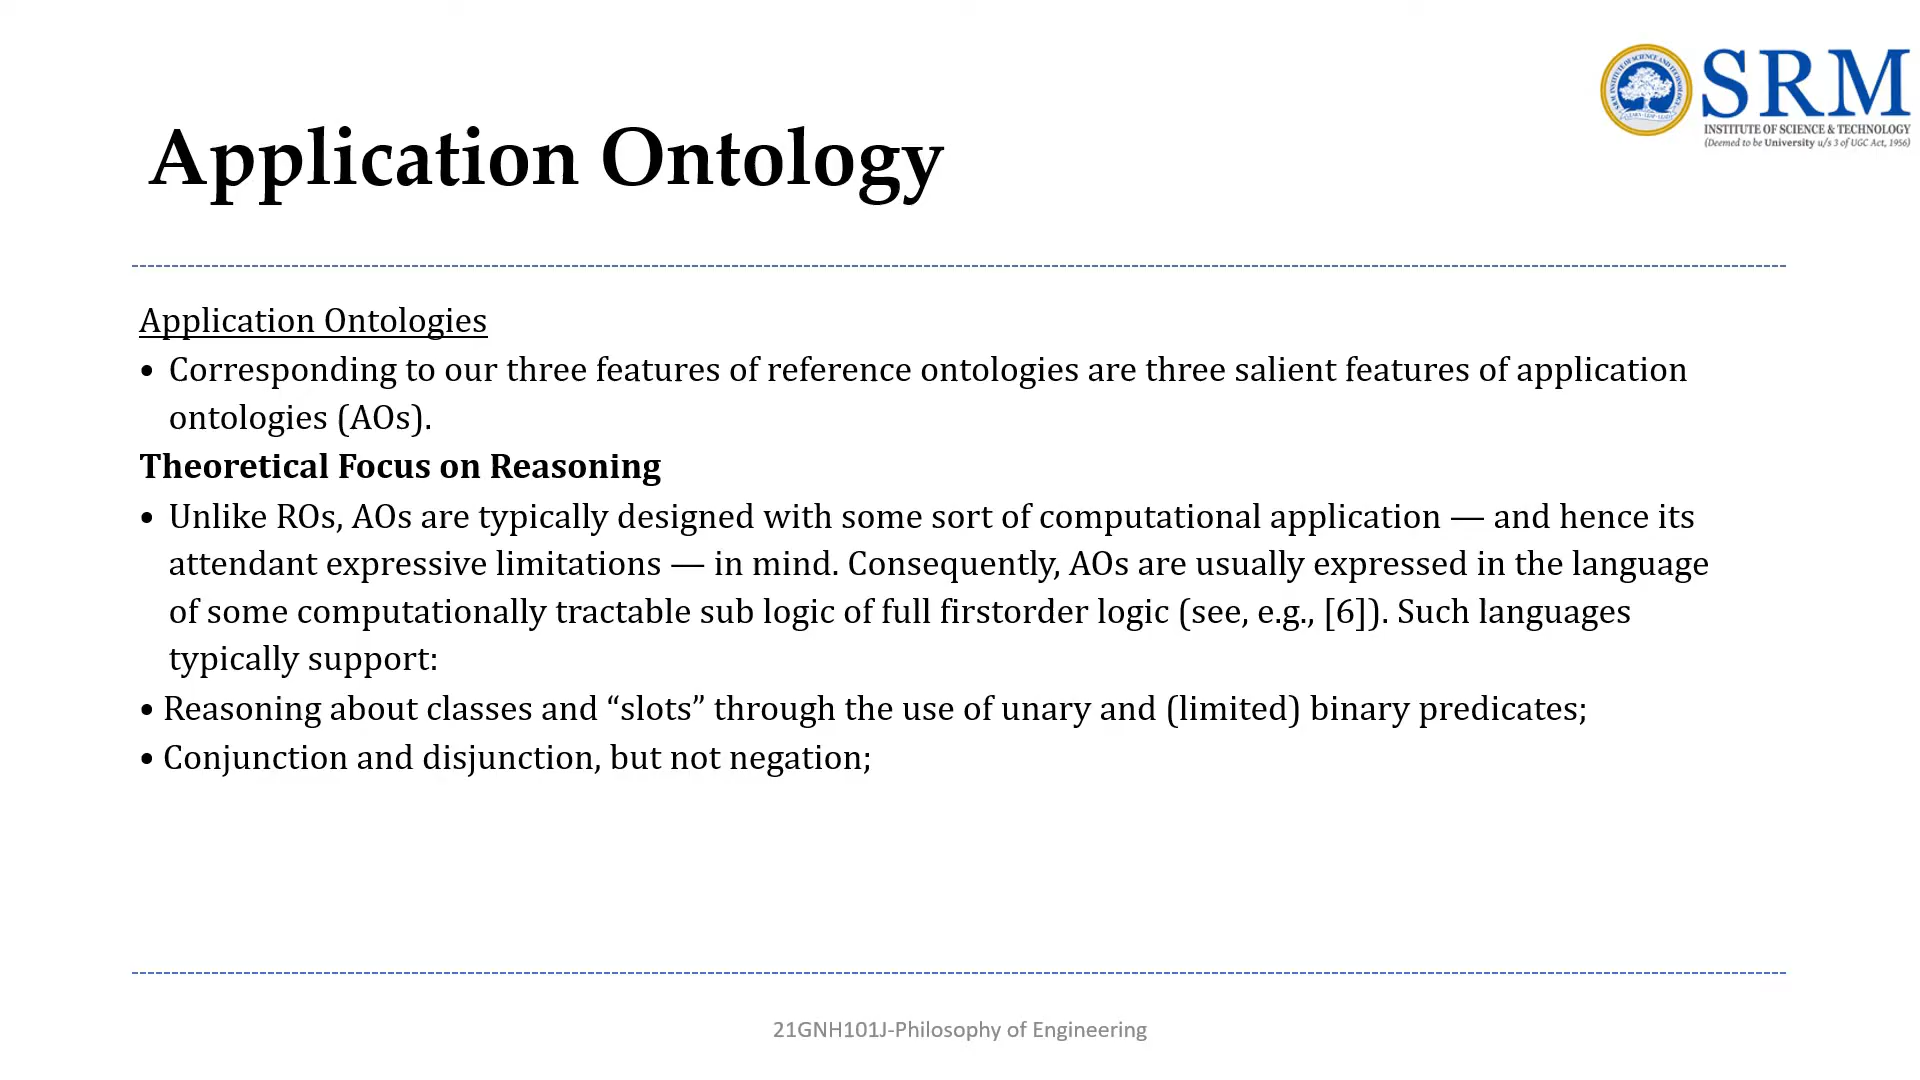 SRM
INSTITUTE OF SCIENCE & TECHNOLOGY
(Deemed to be University u/s 3 of UGC Act, 1956)
Application Ontology
Application Ontologies
• Corresponding to our three features of reference ontologies are three salient features of application
ontologies (AOs).
Theoretical Focus on Reasoning
• Unlike ROs, AOs are typically designed with some sort of computational application — and hence its
attendant expressive limitations — in mind. Consequently, AOs are usually expressed in the language
of some computationally tractable sub logic of full firstorder logic (see, e.g., [6]). Such languages
typically support:
• Reasoning about classes and “slots” through the use of unary and (limited) binary predicates;
• Conjunction and disjunction, but not negation;
21GNH101J-Philosophy of Engineering